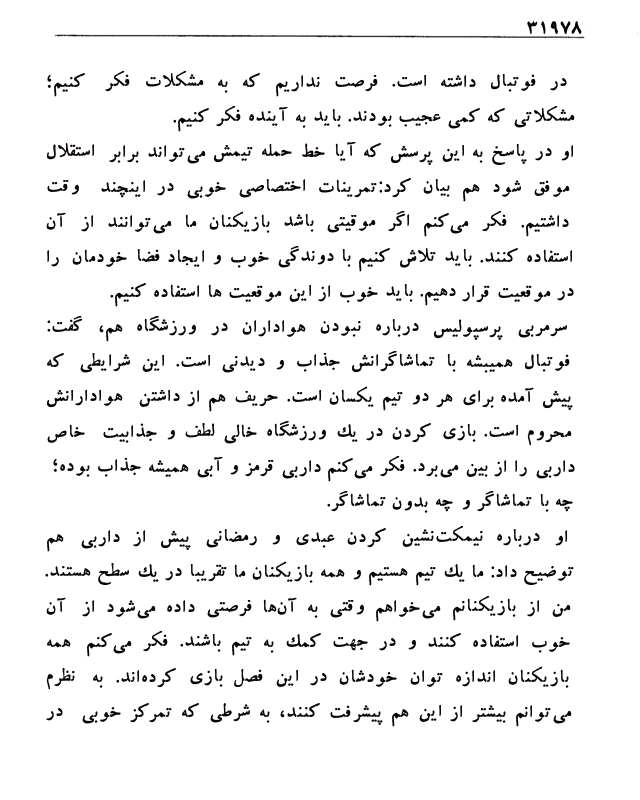 ۳۱۹۷۸
در فوتبال داشته است. فرصت نداریم که به مشکلات فکر کنیم؛
مشکلاتی که کمی عجیب بودند. باید به آینده فکر کنیم.
او در پاسخ به این پرسش که آیا خط حمله تیمش می‌تواند برابر استقلال
موفق شود هم بیان کرد:تمرینات اختصاصی خوبی در اینچند وقت
داشتیم. فکر می‌کنم اگر موقیتی باشد بازیکنان ما می‌توانند از آن
استفاده کنند. باید تلاش کنیم با دوندگی خوب و ایجاد فضا خودمان را
در موقعیت قرار دهیم. باید خوب از این موقعیت ها استفاده کنیم.
سرمربی پرسپولیس درباره نبودن هواداران در ورزشگاه هم، گفت:
فوتبال همیبشه با تماشاگرانش جذاب و دیدنی است. این شرایطی که
پیش آمده برای هر دو تیم یکسان است. حریف هم از داشتن هوادارانش
محروم است. بازی کردن در یك ورزشگاه خالی لطف و جذابیت خاص
داربی را از بین می‌برد. فکر می‌کنم داربی قرمز و آبی همیشه جذاب بوده؛
چه با تماشاگر و چه بدون تماشاگر.
او درباره نیمکت‌نشین کردن عبدی و رمضانی پیش از داربی هم
توضیح داد: ما یك تیم هستیم و همه بازیکنان ما تقریبا در یك سطح هستند.
من از بازیکنانم می‌خواهم وقتی به آن‌ها فرصتی داده می‌شود از آن
خوب استفاده کنند و در جهت کمك به تیم باشند. فکر می‌کنم همه
بازیکنان اندازه توان خودشان در این فصل بازی کرده‌اند. به نظرم
می‌توانم بیشتر از این هم پیشرفت کنند، به شرطی که تمرکز خوبی در